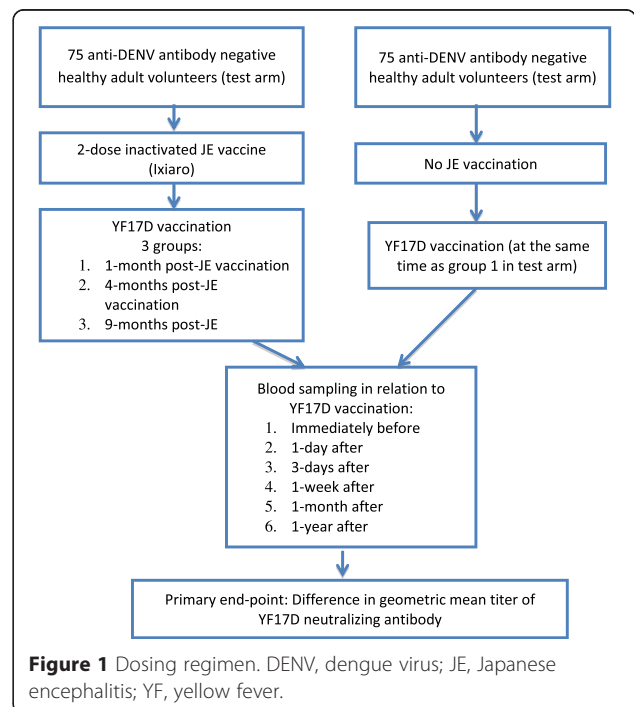 75 anti-DENV antibody negative
healthy adult volunteers (test arm)
75 anti-DENV antibody negative
healthy adult volunteers (test arm)
2-dose inactivated JE vaccine
(Ixiaro)
No JE vaccination
YF17D vaccination
3 groups:
1. 1-month post-JE vaccination
2. 4-months post-JE
vaccination
3. 9-months post-JE
YF17D vaccination (at the same
time as group 1 in test arm)
Blood sampling in relation to
YF17D vaccination:
1. Immediately before
2. 1-day after
3. 3-days after
4. 1-week after
5. 1-month after
6. 1-year after
Primary end-point: Difference in geometric mean titer of
YF17D neutralizing antibody
Figure 1 Dosing regimen. DENV, dengue virus; JE, Japanese
encephalitis; YF, yellow fever.